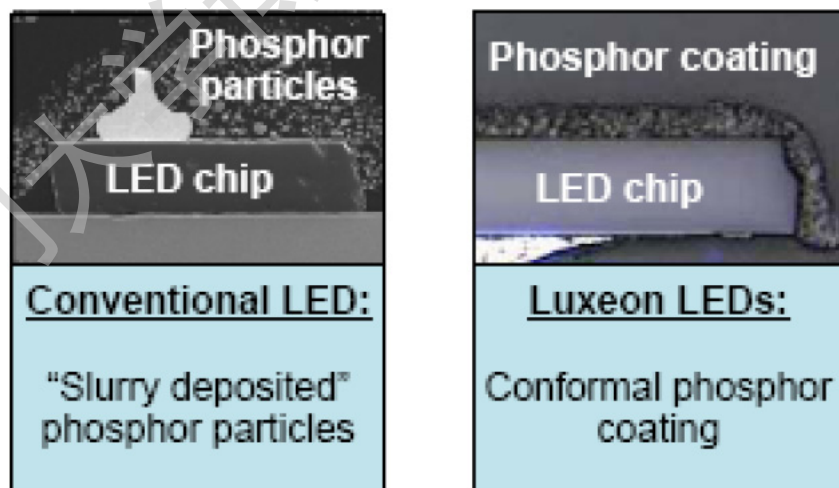 Phosphor
particles
LED chip
Conventional LED:
“Slurry deposited”
phosphor particles
Phosphor coating
LED chip
Luxeon LEDs:
Conformal phosphor
coating